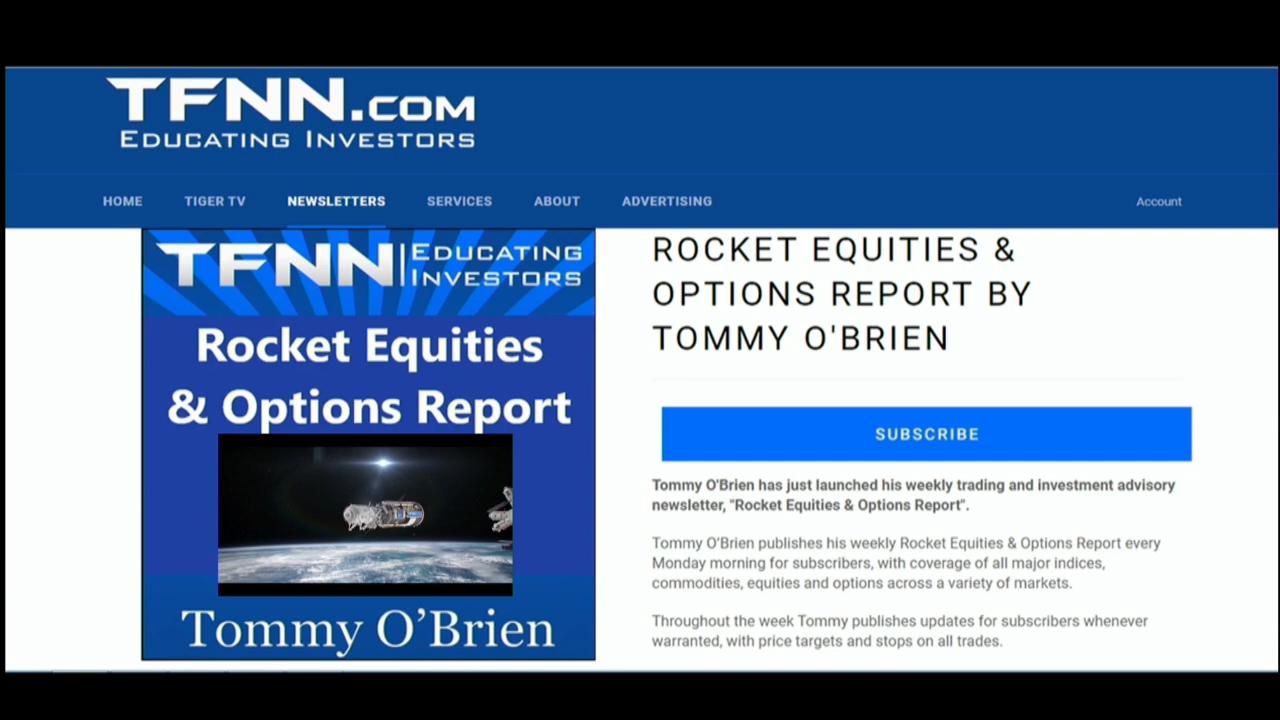 TFNN.COM
EDUCATING INVESTORS
HOME TIGER TV NEWSLETTERS SERVICES ABOUT ADVERTISING Account
TFNN EDUCATING
INVESTORS
Rocket Equities
& Options Report
Tommy O’Brien
ROCKET EQUITIES &
OPTIONS REPORT BY
TOMMY O'BRIEN
SUBSCRIBE
Tommy O'Brien has just launched his weekly trading and investment advisory
newsletter, "Rocket Equities & Options Report".
Tommy O'Brien publishes his weekly Rocket Equities & Options Report every
Monday morning for subscribers, with coverage of all major indices,
commodities, equities and options across a variety of markets.
Throughout the week Tommy publishes updates for subscribers whenever
warranted, with price targets and stops on all trades.